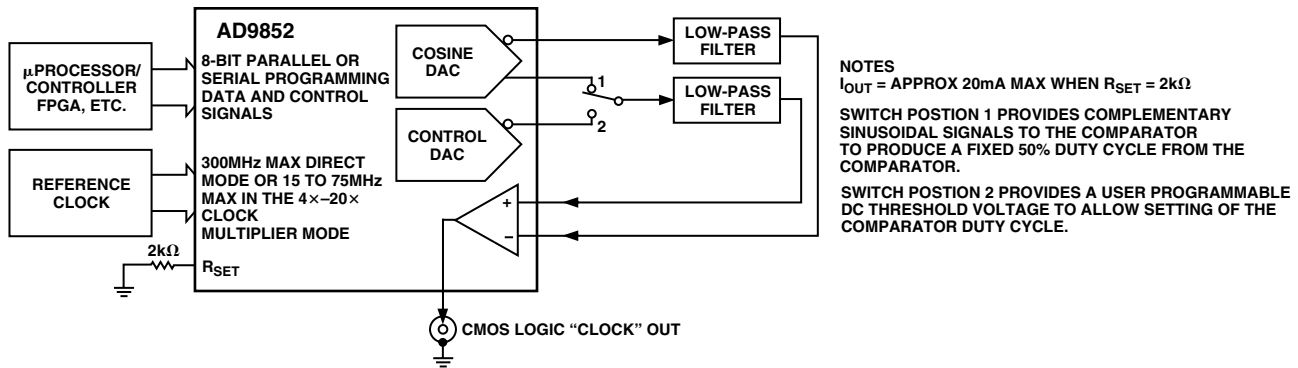 AD9852
µPROCESSOR/
CONTROLLER
FPGA, ETC.
8-BIT PARALLEL OR
SERIAL PROGRAMMING
DATA AND CONTROL
SIGNALS
REFERENCE
CLOCK
300MHz MAX DIRECT
MODE OR 15 TO 75MHz
MAX IN THE 4×–20×
CLOCK
MULTIPLIER MODE
2kΩ
RSET
COSINE
DAC
CONTROL
DAC
1
2
LOW-PASS
FILTER
LOW-PASS
FILTER
+
–
CMOS LOGIC “CLOCK” OUT
NOTES
IOUT = APPROX 20mA MAX WHEN RSET = 2kΩ
SWITCH POSTION 1 PROVIDES COMPLEMENTARY
SINUSOIDAL SIGNALS TO THE COMPARATOR
TO PRODUCE A FIXED 50% DUTY CYCLE FROM THE
COMPARATOR.
SWITCH POSTION 2 PROVIDES A USER PROGRAMMABLE
DC THRESHOLD VOLTAGE TO ALLOW SETTING OF THE
COMPARATOR DUTY CYCLE.